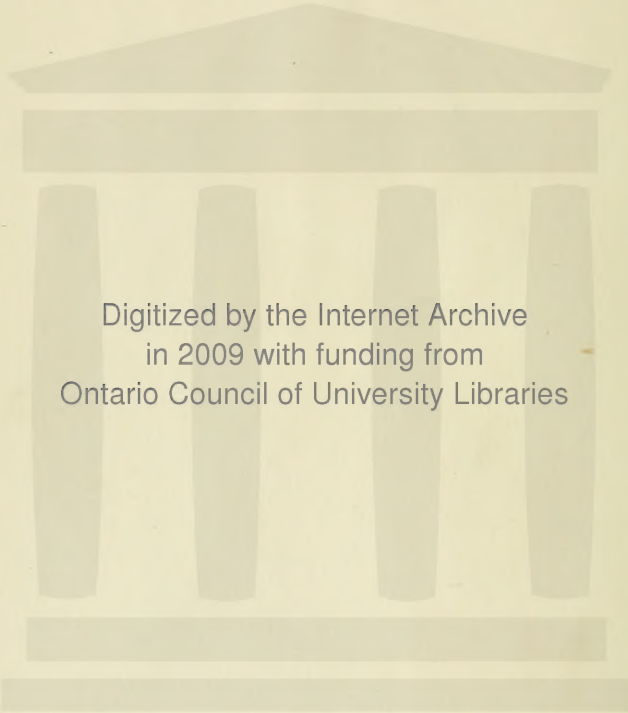 Digitized by the Internet Archive
in 2009 with funding from
Ontario Council of University Libraries